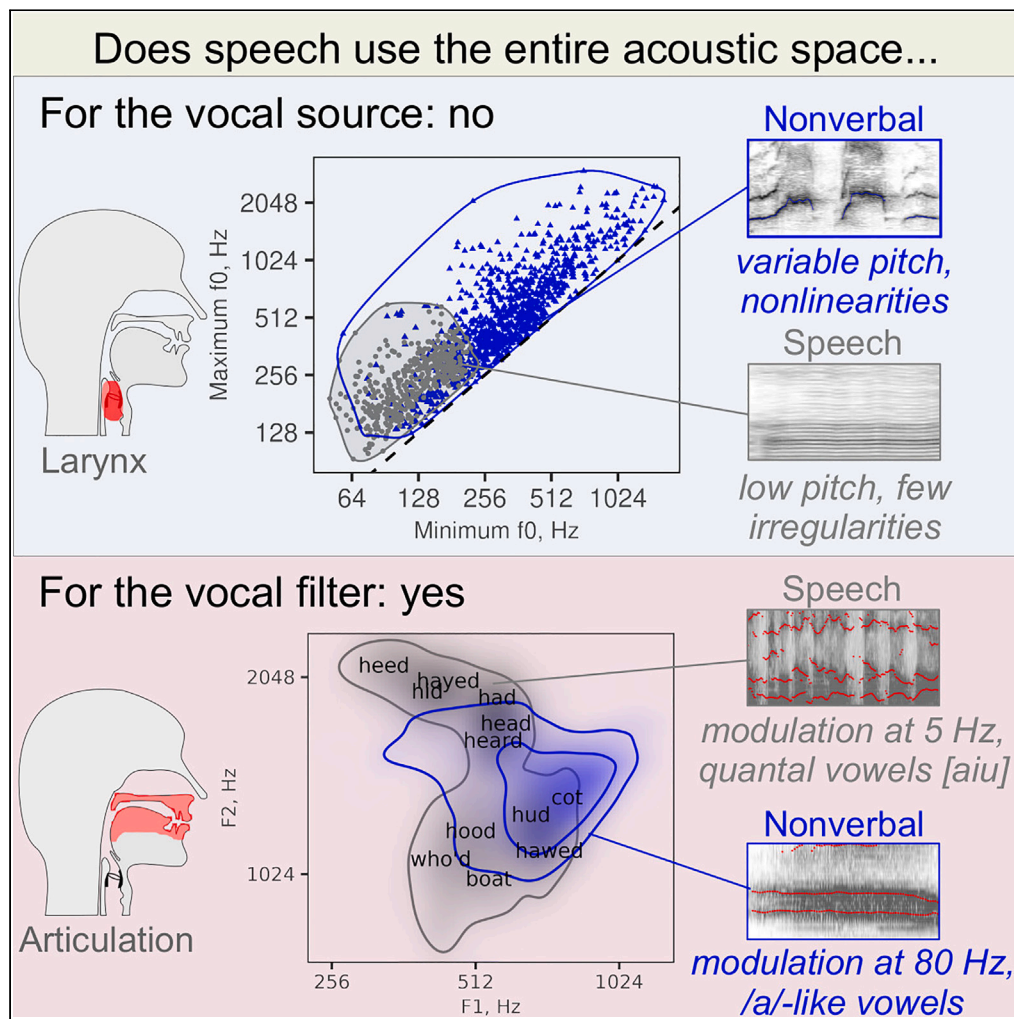 Does speech use the entire acoustic space...
For the vocal source: no
Larynx
Maximum f0, Hz
2048
1024
512
256
128
64
128
256
512
1024
Minimum f0, Hz
Nonverbal
variable pitch,
nonlinearities
Speech
low pitch, few
irregularities
For the vocal filter: yes
Articulation
F2, Hz
2048
1024
heed
hayed
hid
had
head
heard
cot
hud
hood
hawed
who'd
boat
256
512
1024
F1, Hz
Speech
modulation at 5 Hz,
quantal vowels [aiu]
Nonverbal
modulation at 80 Hz,
/a/-like vowels